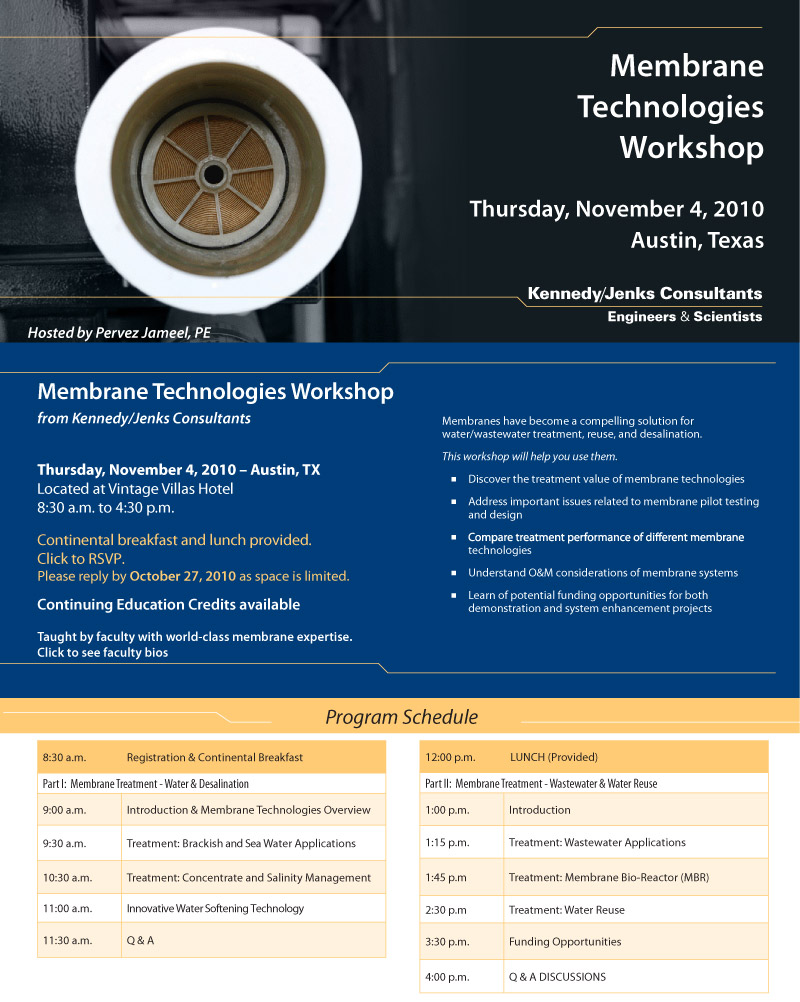 Membrane
Technologies
Workshop
Thursday, November 4, 2010
Austin, Texas
Kennedy/Jenks Consultants
Engineers & Scientists
Hosted by Pervez Jameel, PE
Membrane Technologies Workshop
from Kennedy/Jenks Consultants
Thursday, November 4, 2010 – Austin, TX
Located at Vintage Villas Hotel
8:30 a.m. to 4:30 p.m.
Continental breakfast and lunch provided.
Click to RSVP.
Please reply by October 27, 2010 as space is limited.
Continuing Education Credits available
Taught by faculty with world-class membrane expertise.
Click to see faculty bios
Membranes have become a compelling solution for
water/wastewater treatment, reuse, and desalination.
This workshop will help you use them.
■ Discover the treatment value of membrane technologies
■ Address important issues related to membrane pilot testing
and design
■ Compare treatment performance of different membrane
technologies
■ Understand O&M considerations of membrane systems
■ Learn of potential funding opportunities for both
demonstration and system enhancement projects
Program Schedule
8:30 a.m. Registration & Continental Breakfast
Part I: Membrane Treatment - Water & Desalination
9:00 a.m. Introduction & Membrane Technologies Overview
9:30 a.m. Treatment: Brackish and Sea Water Applications
10:30 a.m. Treatment: Concentrate and Salinity Management
11:00 a.m. Innovative Water Softening Technology
11:30 a.m. Q & A
12:00 p.m. LUNCH (Provided)
Part II: Membrane Treatment - Wastewater & Water Reuse
1:00 p.m. Introduction
1:15 p.m. Treatment: Wastewater Applications
1:45 p.m Treatment: Membrane Bio-Reactor (MBR)
2:30 p.m Treatment: Water Reuse
3:30 p.m. Funding Opportunities
4:00 p.m. Q & A DISCUSSIONS